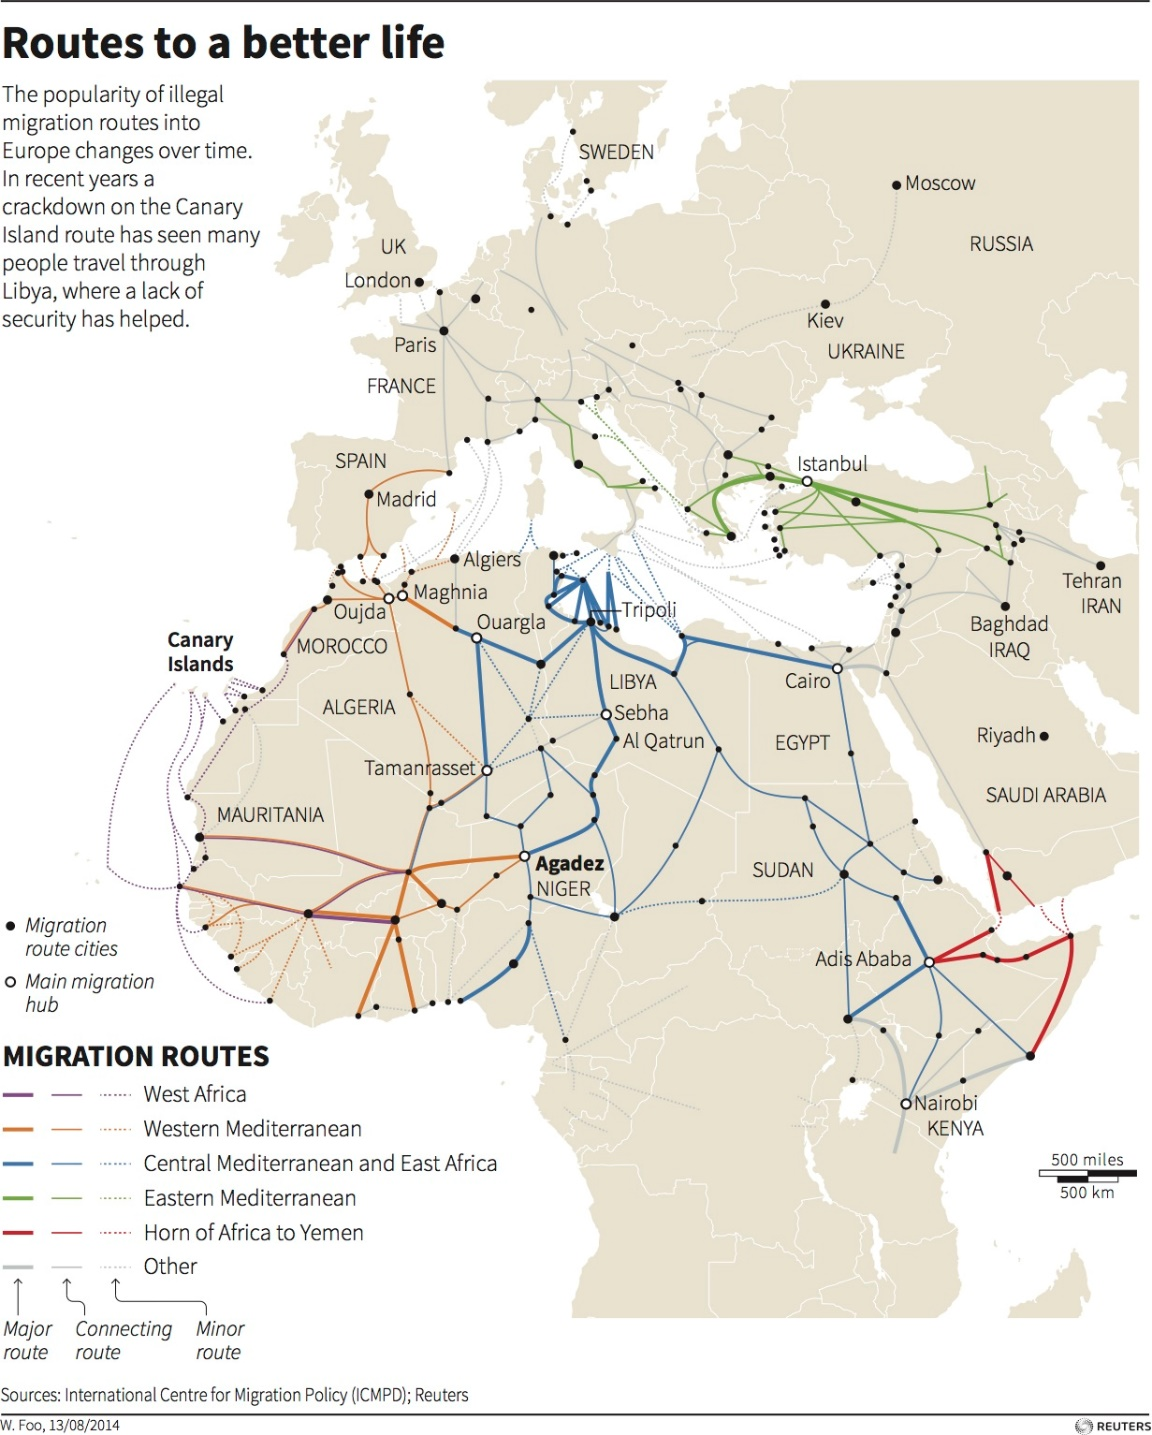 Routes to a better life
The popularity of illegal
migration routes into
Europe changes over time.
In recent years a
crackdown on the Canary
Island route has seen many
people travel through
Libya, where a lack of
security has helped.
SWEDEN
Moscow
RUSSIA
UK
London
Kiev
Paris
UKRAINE
FRANCE
SPAIN
Istanbul
Madrid
Algiers
Maghnia
Tehran
IRAN
Oujda
Ouargla
Tripoli
Baghdad
IRAQ
Canary
Islands
MOROCCO
LIBYA
Cairo
ALGERIA
Sebha
Al Qatrun
EGYPT
Riyadh
Tamanrasset
SAUDI ARABIA
MAURITANIA
Agadez
NIGER
SUDAN
Adis Ababa
Nairobi
KENYA
Migration
route cities
Main migration
hub
MIGRATION ROUTES
West Africa
Western Mediterranean
Central Mediterranean and East Africa
Eastern Mediterranean
Horn of Africa to Yemen
Other
Major
route
Connecting
route
Minor
route
500 miles
500 km
Sources: International Centre for Migration Policy (ICMPD); Reuters
W. Foo, 13/08/2014
REUTERS